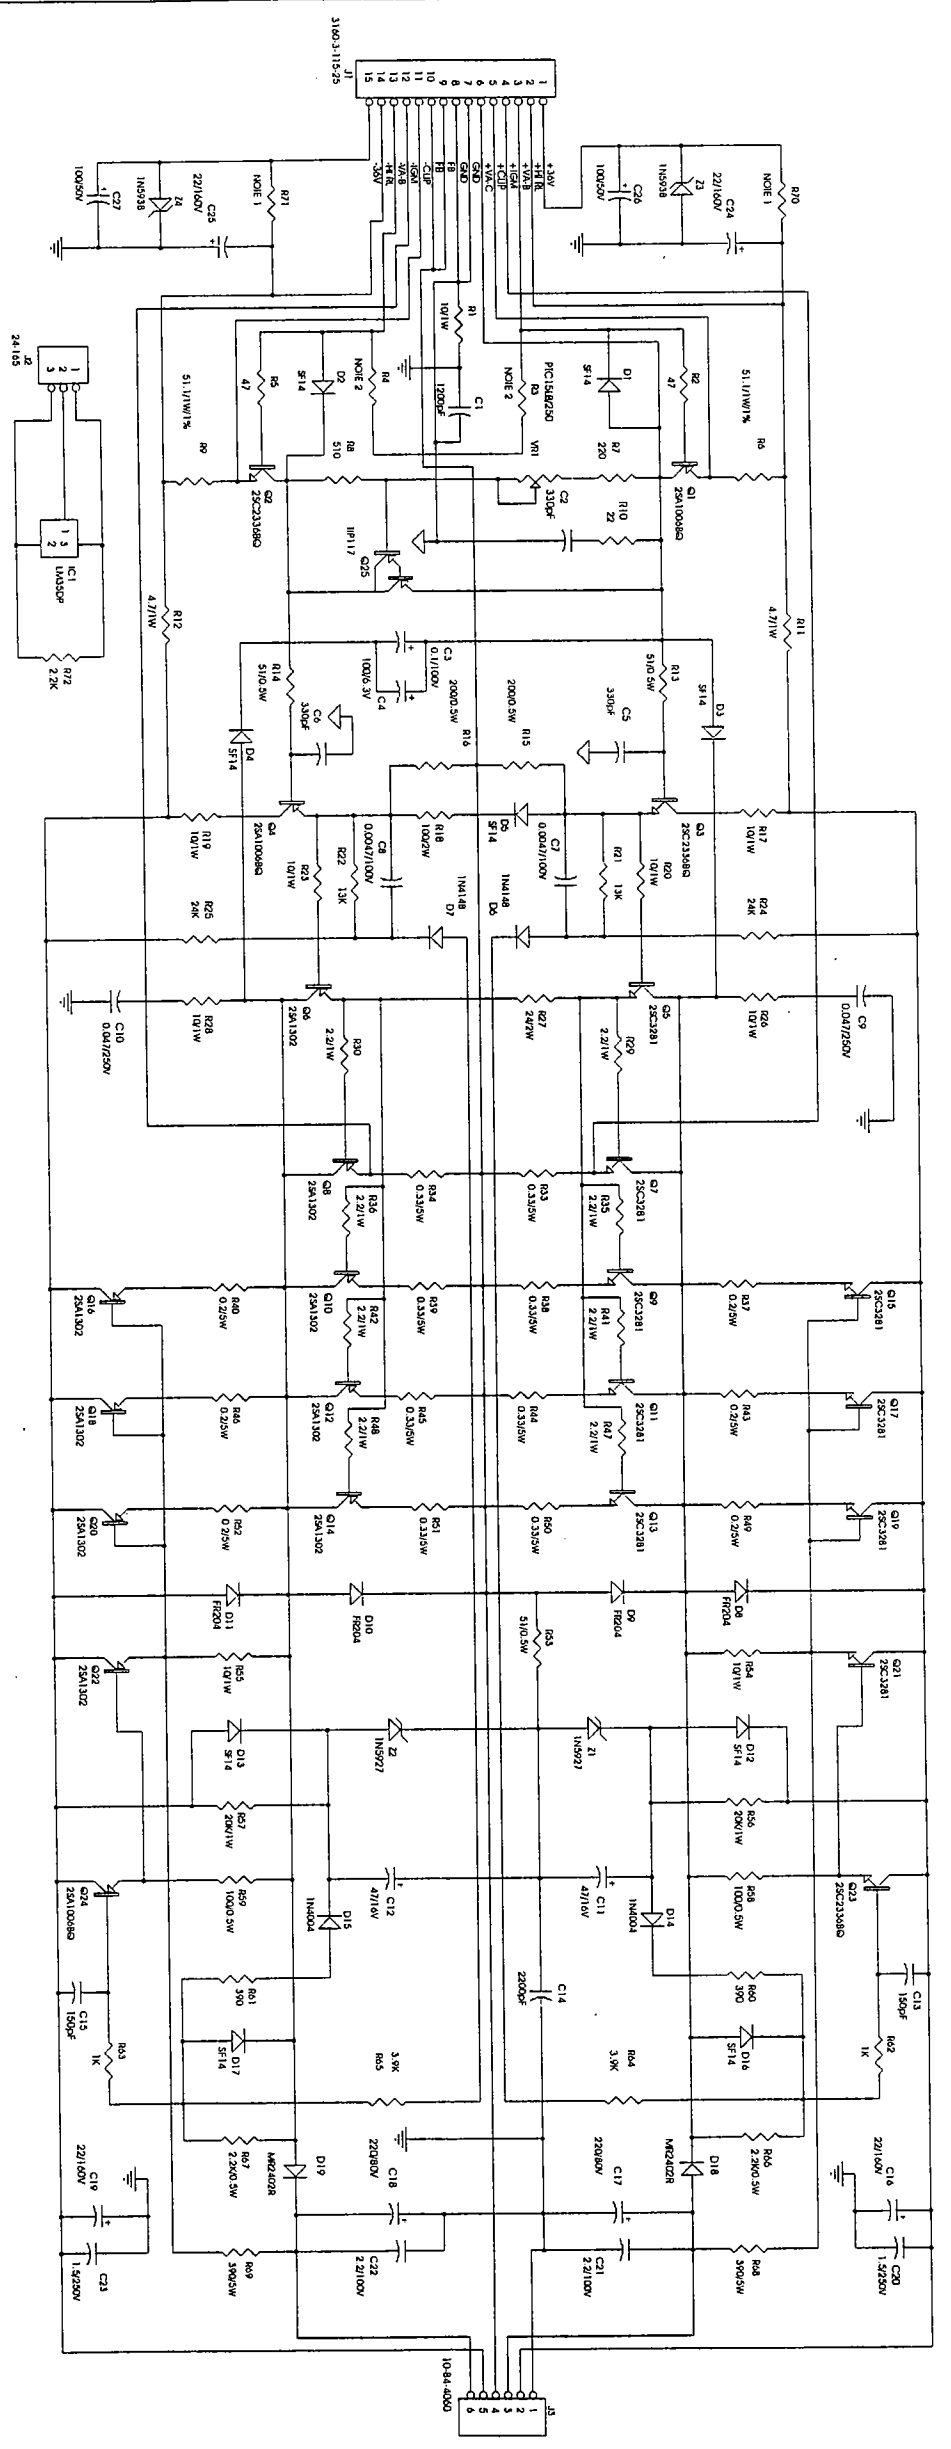 3160-3-115-25
J1
1
2
3
4
5
6
7
8
9
10
11
12
13
14
15
+36V
+HI RL
+VA-B
+IGM
+CLIP
+VA-C
GND
GND
FB
FB
-CLIP
-IGM
-VA-B
-HI RL
-36V
R70
NOTE 1
C24
22/160V
Z3
1N5938
C26
100/50V
R71
NOTE 1
C25
22/160V
Z4
1N5938
C27
100/50V
R1
10/1W
C1
1200pF
R2
47
D1
SF14
R3
NOTE 2
PTC15LB/250
R4
NOTE 2
D2
SF14
R5
47
R6
51.1/1W/1%
Q1
2SA1006BQ
R7
220
VR1
C2
330pF
R10
22
R8
510
Q2
2SC2336BQ
R9
51.1/1W/1%
TIP117
Q25
J2
24-165
1
2
3
1
3
2
IC1
LM35DP
R72
2.2K
R11
4.7/1W
R12
4.7/1W
R13
51/0.5W
R14
51/0.5W
D3
SF14
D4
SF14
C3
0.1/100V
C4
100/6.3V
C5
330pF
C6
330pF
R15
200/0.5W
R16
200/0.5W
Q3
2SC2336BQ
Q4
2SA1006BQ
R17
10/1W
R19
10/1W
D5
SF14
R18
100/2W
R20
10/1W
R21
13K
C7
0.0047/100V
C8
0.0047/100V
R22
13K
R23
10/1W
R24
24K
R25
24K
D6
1N4148
D7
1N4148
Q5
2SC3281
Q6
2SA1302
R26
10/1W
R27
24/2W
R28
10/1W
C9
0.047/250V
C10
0.047/250V
R29
2.2/1W
R30
2.2/1W
Q7
2SC3281
Q8
2SA1302
R33
0.33/5W
R34
0.33/5W
R35
2.2/1W
R36
2.2/1W
Q15
2SC3281
R37
0.2/5W
Q9
2SC3281
R38
0.33/5W
R39
0.33/5W
Q10
2SA1302
R40
0.2/5W
Q16
2SA1302
R41
2.2/1W
R42
2.2/1W
Q17
2SC3281
R43
0.2/5W
Q11
2SC3281
R44
0.33/5W
R45
0.33/5W
Q12
2SA1302
R46
0.2/5W
Q18
2SA1302
R47
2.2/1W
R48
2.2/1W
Q19
2SC3281
R49
0.2/5W
Q13
2SC3281
R50
0.33/5W
R51
0.33/5W
Q14
2SA1302
R52
0.2/5W
Q20
2SA1302
D8
FR204
D9
FR204
D10
FR204
D11
FR204
R53
51/0.5W
Q21
2SC3281
R54
10/1W
R55
10/1W
Q22
2SA1302
D12
SF14
Z1
1N5927
Z2
1N5927
D13
SF14
R56
20K/1W
R57
20K/1W
Q23
2SC2336BQ
R58
100/0.5W
C11
47/16V
C12
47/16V
R59
100/0.5W
Q24
2SA1006BQ
D14
1N4004
D15
1N4004
C13
150pF
R60
390
C14
2200pF
R61
390
C15
150pF
R62
1K
D16
SF14
D17
SF14
R63
1K
R64
3.9K
R65
3.9K
R66
2.2K/0.5W
R67
2.2K/0.5W
D18
MR2402R
D19
MR2402R
C16
22/160V
C17
220/80V
C18
220/80V
C19
22/160V
C20
1.5/250V
R68
390/5W
C21
2.2/100V
C22
2.2/100V
R69
390/5W
C23
1.5/250V
J3
10-84-4060
1
2
3
4
5
6